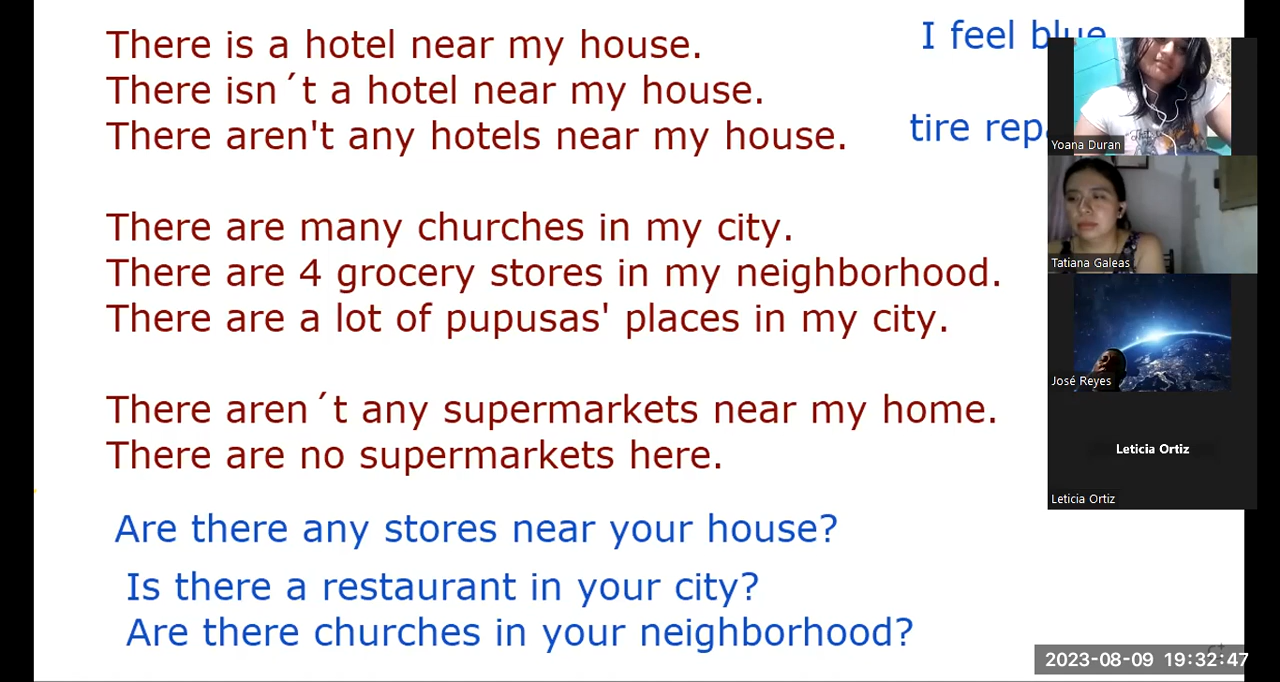 There is a hotel near my house.
There isn´t a hotel near my house.
There aren't any hotels near my house.
There are many churches in my city.
There are 4 grocery stores in my neighborhood.
There are a lot of pupusas' places in my city.
There aren´t any supermarkets near my home.
There are no supermarkets here.
Are there any stores near your house?
Is there a restaurant in your city?
Are there churches in your neighborhood?
I feel blue
tire
Yoana Duran
Tatiana Galeas
José Reyes
Leticia Ortiz
Leticia Ortiz
2023-08-09 19:32:47